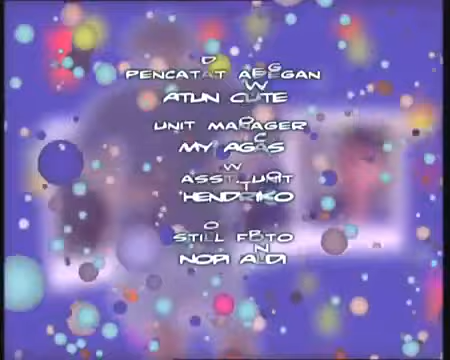 PENCATAT ADEGAN
ATUN CUTE
UNIT MANAGER
MY AGAS
ASST. UNIT
HENDRIKO
STILL FOTO
NOPI ALDI